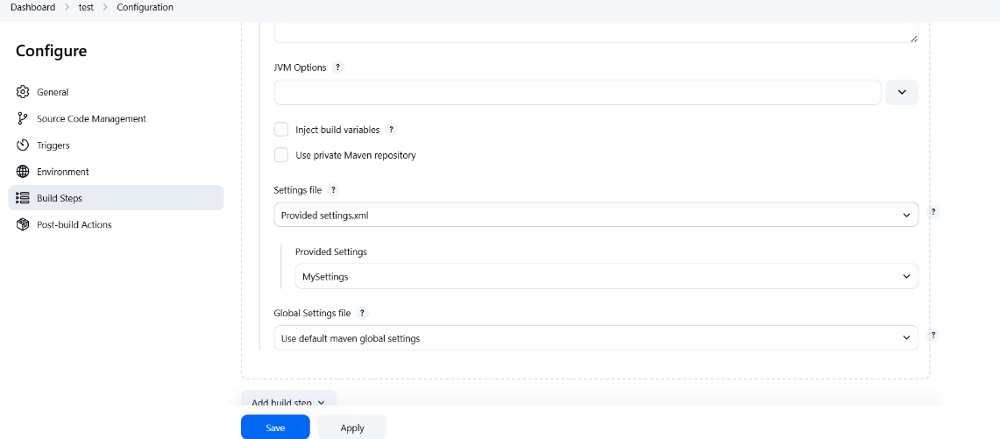 Dashboard > test > Configuration
Configure
General
Source Code Management
Triggers
Environment
Build Steps
Post-build Actions
JVM Options ?
Inject build variables ?
Use private Maven repository
Settings file ?
Provided settings.xml
?
Provided Settings
MySettings
Global Settings file ?
Use default maven global settings
?
Add build step
Save
Apply